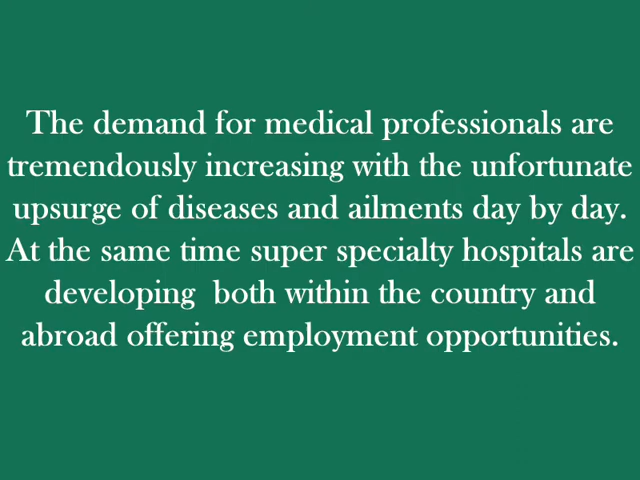 The demand for medical professionals are
tremendously increasing with the unfortunate
upsurge of diseases and ailments day by day.
At the same time super specialty hospitals are
developing  both within the country and
abroad offering employment opportunities.